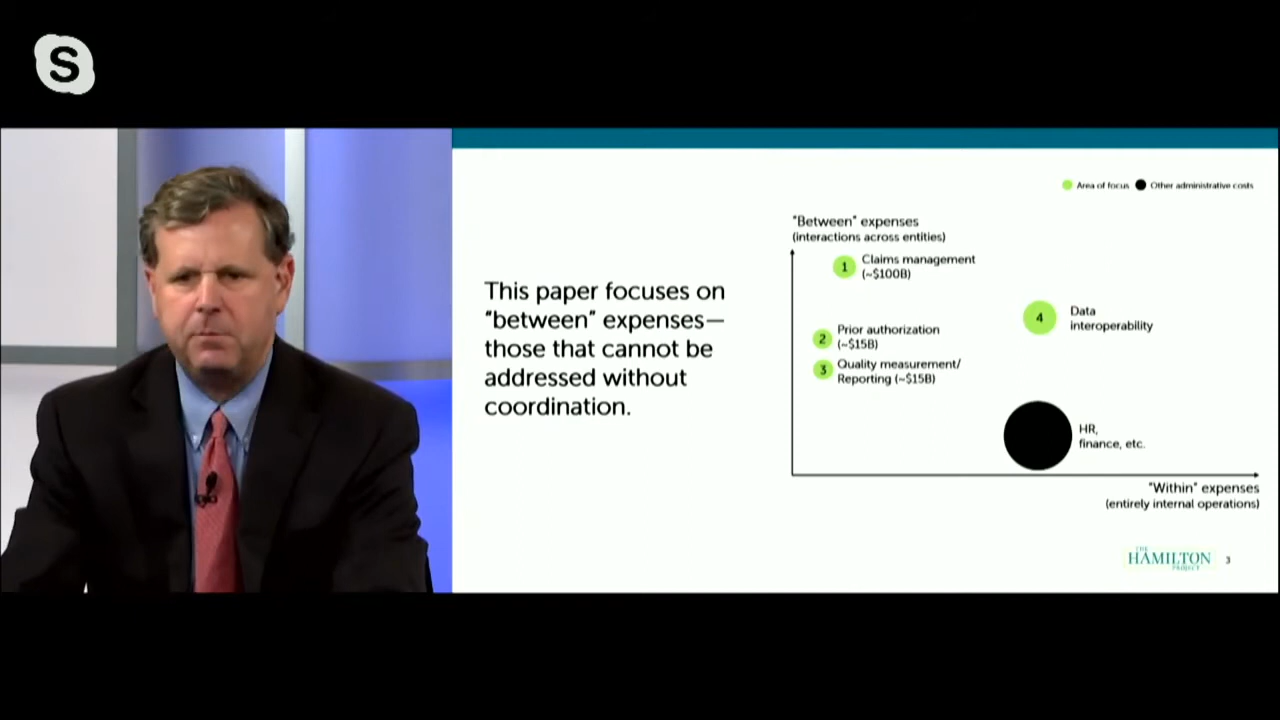 S
Area of focus Other administrative costs
"Between" expenses
(interactions across entities)
1 Claims management
(~$100B)
4 Data
interoperability
2 Prior authorization
(~$15B)
3 Quality measurement/
Reporting (~$15B)
HR,
finance, etc.
"Within" expenses
(entirely internal operations)
This paper focuses on
“between” expenses—
those that cannot be
addressed without
coordination.
THE
HAMILTON
PROJECT
3